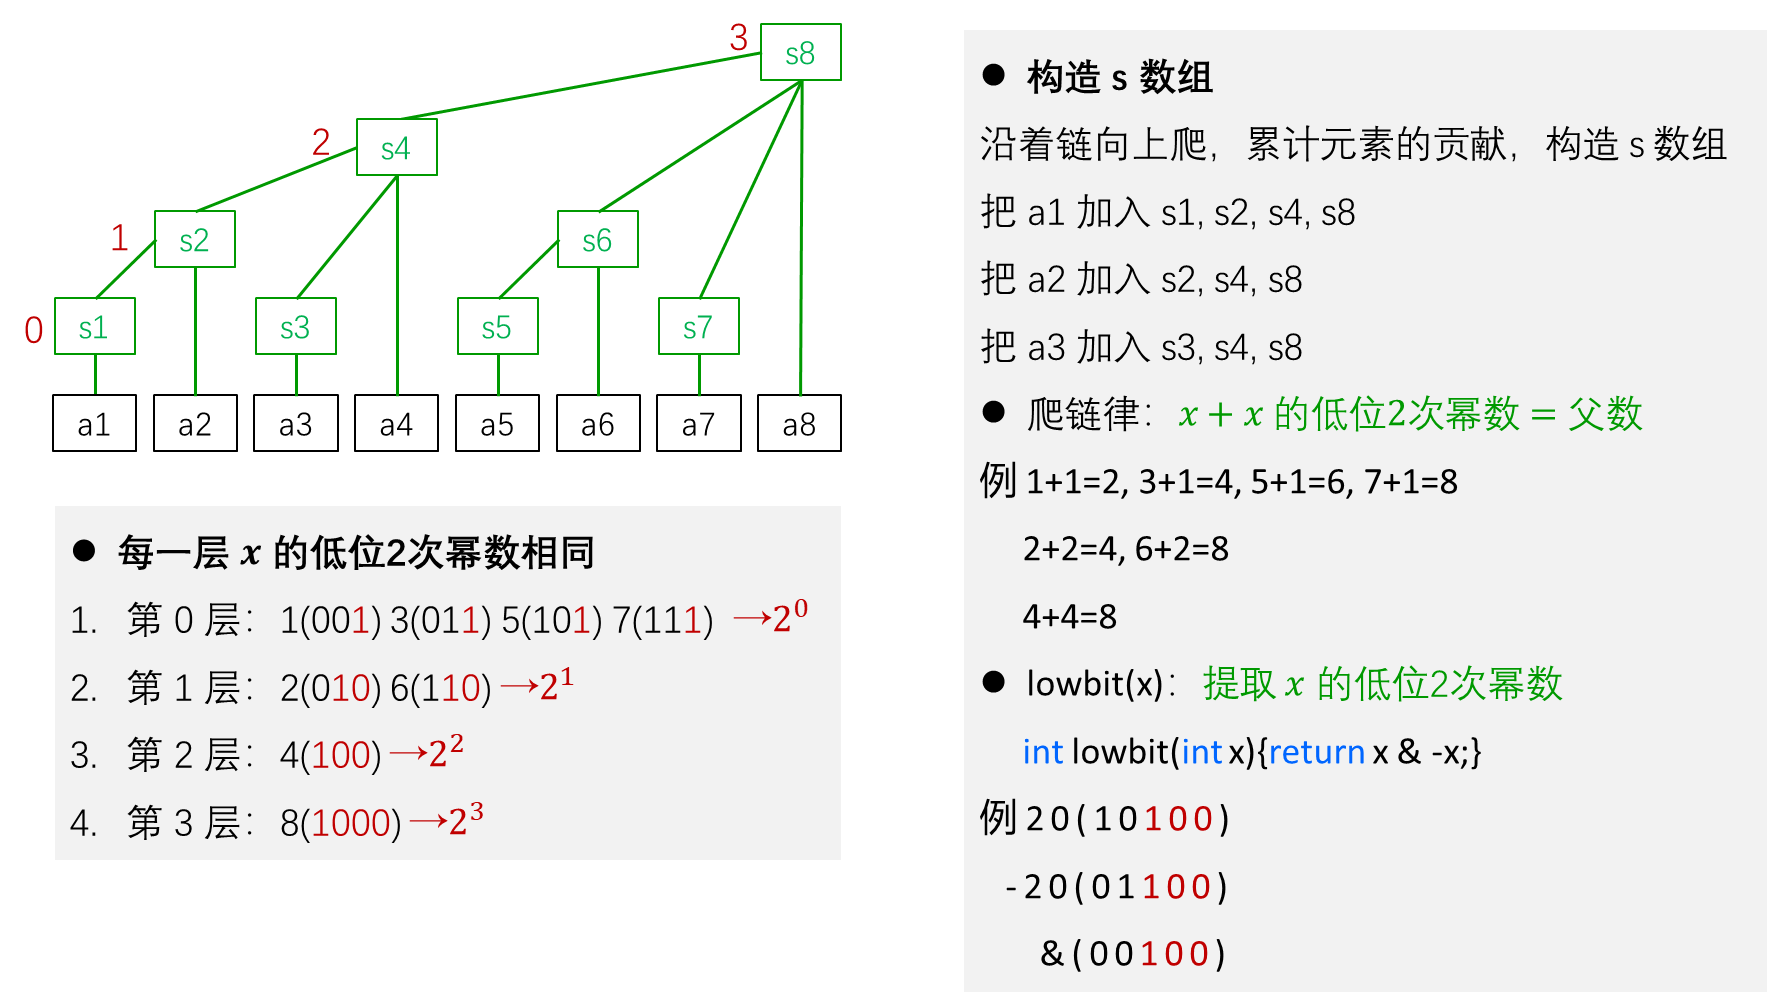 3
s8
2
s4
1
s2
s6
0
s1
s3
s5
s7
a1
a2
a3
a4
a5
a6
a7
a8
● 每一层 x 的低位2次幂数相同
1. 第 0 层：1(001) 3(011) 5(101) 7(111) →2^0
2. 第 1 层：2(010) 6(110) →2^1
3. 第 2 层：4(100) →2^2
4. 第 3 层：8(1000) →2^3
● 构造 s 数组
沿着链向上爬，累计元素的贡献，构造 s 数组
把 a1 加入 s1, s2, s4, s8
把 a2 加入 s2, s4, s8
把 a3 加入 s3, s4, s8
● 爬链律：x + x 的低位2次幂数 = 父数
例 1+1=2, 3+1=4, 5+1=6, 7+1=8
2+2=4, 6+2=8
4+4=8
● lowbit(x)：提取 x 的低位2次幂数
int lowbit(int x){return x & -x;}
例 20(10100)
-20(01100)
&(00100)